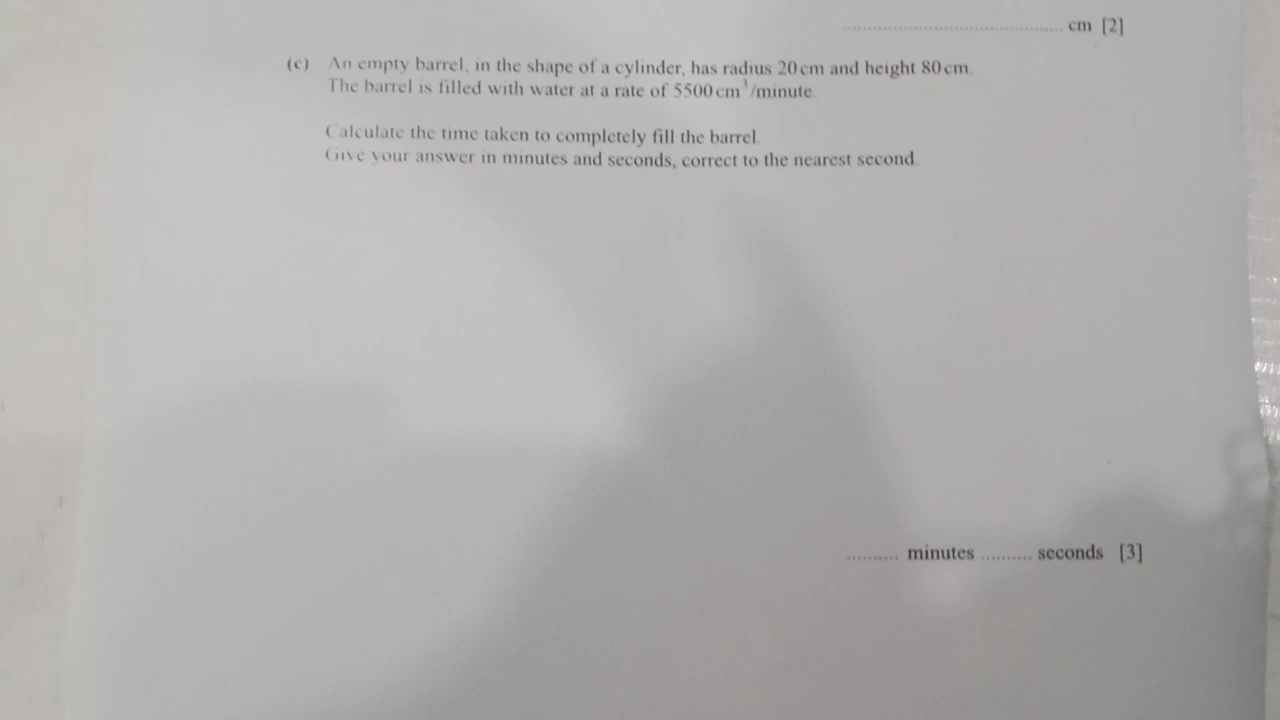 .......................................... cm [2]
(c) An empty barrel, in the shape of a cylinder, has radius 20 cm and height 80 cm.
The barrel is filled with water at a rate of 5500 cm³/minute.
Calculate the time taken to completely fill the barrel.
Give your answer in minutes and seconds, correct to the nearest second.
.......... minutes .......... seconds [3]